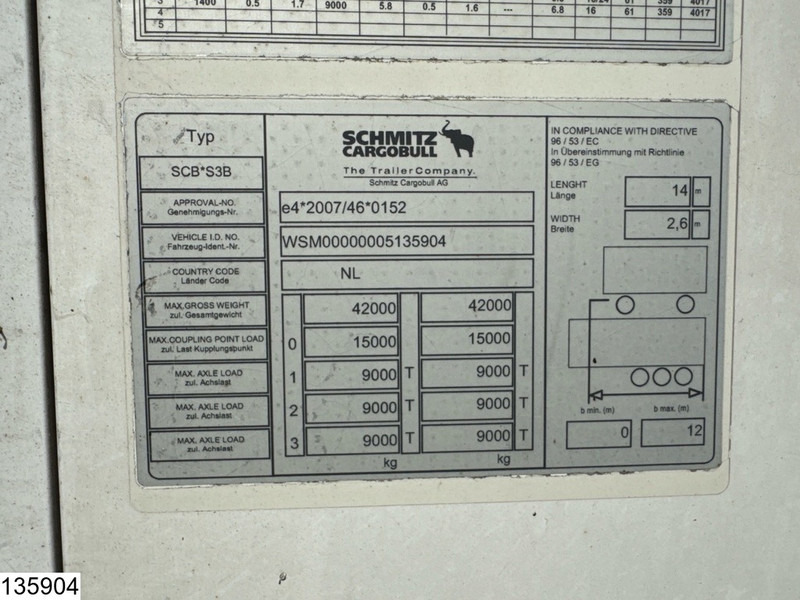 3 1400 0.5 1.7 9000 5.8 0.5 1.6 61 359 4017
4 --- 6.8 16 61 359 4017
5
Typ
SCB*S3B
APPROVAL-NO.
Genehmigungs-Nr.
VEHICLE I.D. NO.
Fahrzeug-Ident.-Nr.
COUNTRY CODE
Länder Code
MAX.GROSS WEIGHT
zul. Gesamtgewicht
MAX.COUPLING POINT LOAD
zul. Last Kupplungspunkt
MAX. AXLE LOAD
zul. Achslast
MAX. AXLE LOAD
zul. Achslast
MAX. AXLE LOAD
zul. Achslast
SCHMITZ
CARGOBULL
The TrailerCompany.
Schmitz Cargobull AG
e4*2007/46*0152
WSM00000005135904
NL
42000 42000
0 15000 15000
1 9000 T 9000 T
2 9000 T 9000 T
3 9000 T 9000 T
kg kg
IN COMPLIANCE WITH DIRECTIVE
96 / 53 / EC
In Übereinstimmung mit Richtlinie
96 / 53 / EG
LENGHT
Länge
14 m
WIDTH
Breite
2,6 m
b min. (m) b max. (m)
0 12
135904